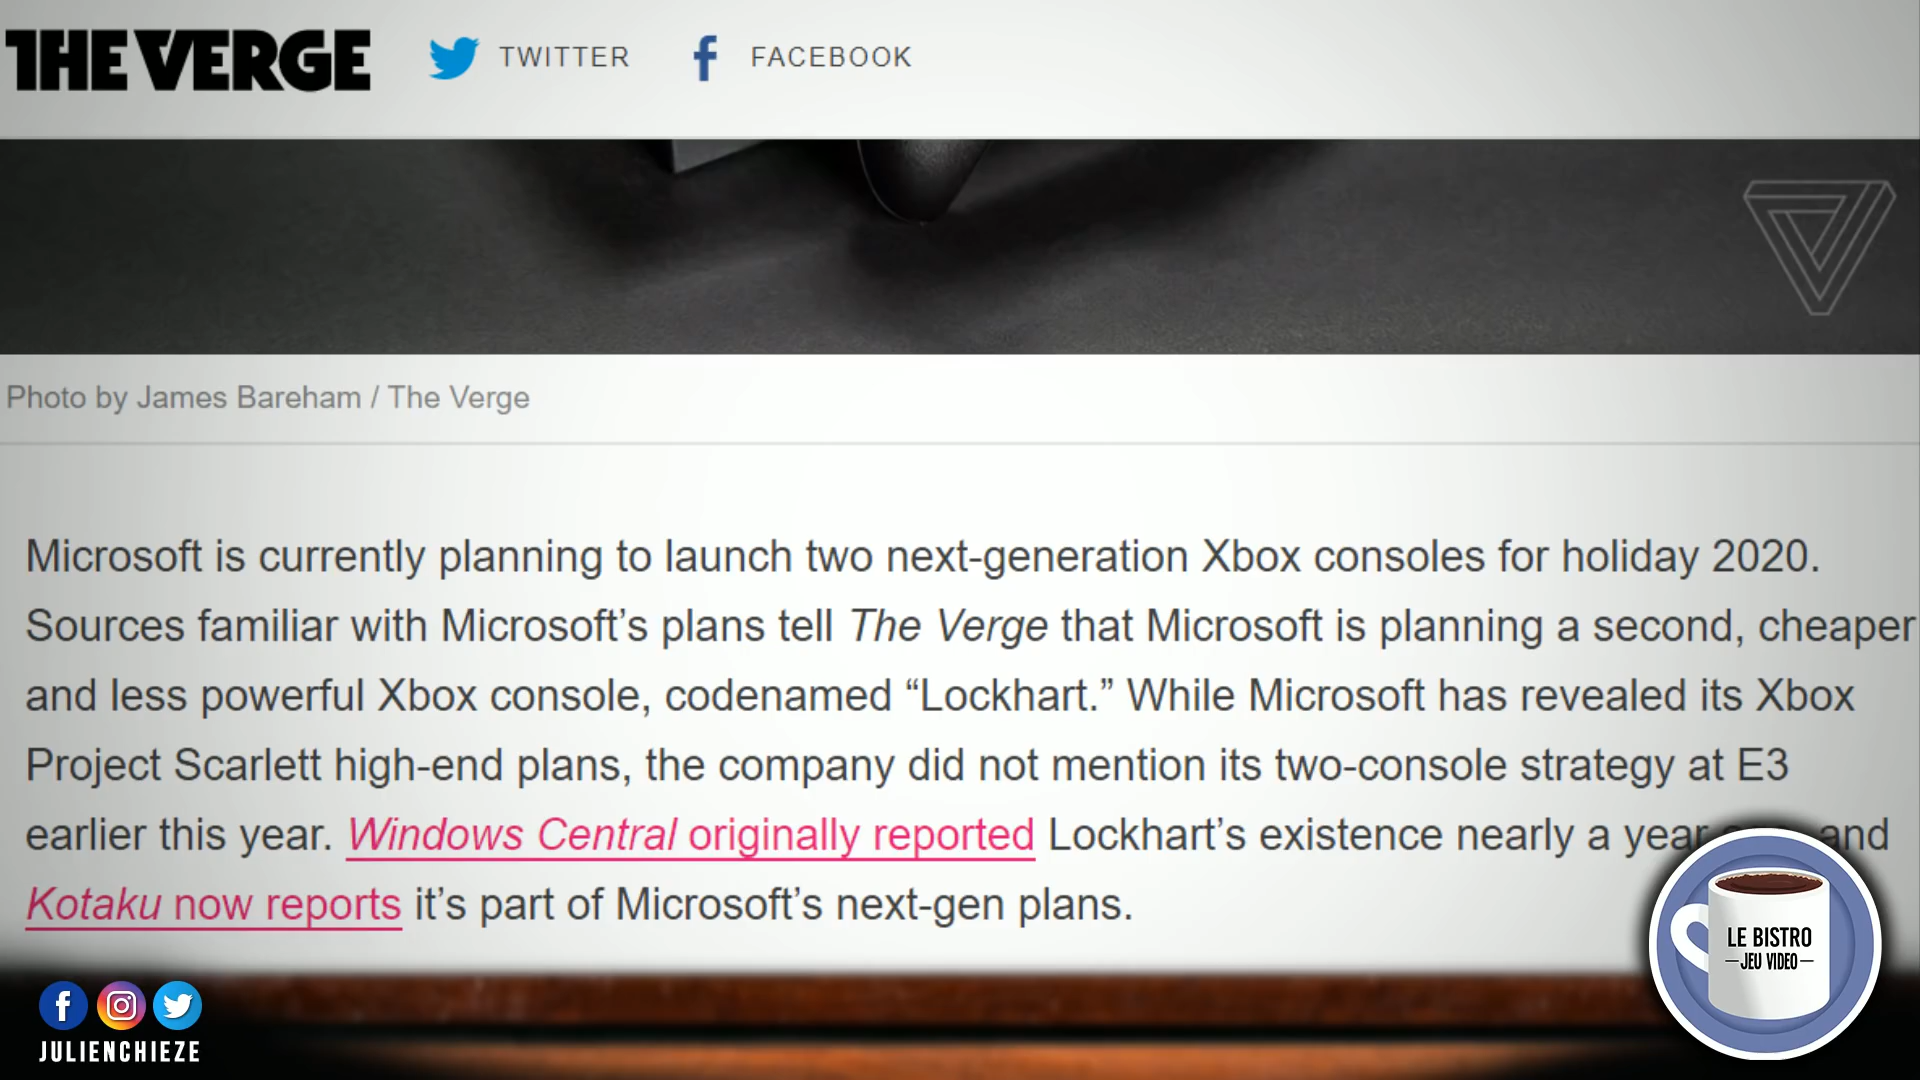 THE VERGE TWITTER FACEBOOK
Photo by James Bareham / The Verge
Microsoft is currently planning to launch two next-generation Xbox consoles for holiday 2020.
Sources familiar with Microsoft’s plans tell The Verge that Microsoft is planning a second, cheaper
and less powerful Xbox console, codenamed “Lockhart.” While Microsoft has revealed its Xbox
Project Scarlett high-end plans, the company did not mention its two-console strategy at E3
earlier this year. Windows Central originally reported Lockhart’s existence nearly a year and
Kotaku now reports it’s part of Microsoft’s next-gen plans.
LE BISTRO
JEU VIDEO
JULIENCHIEZE